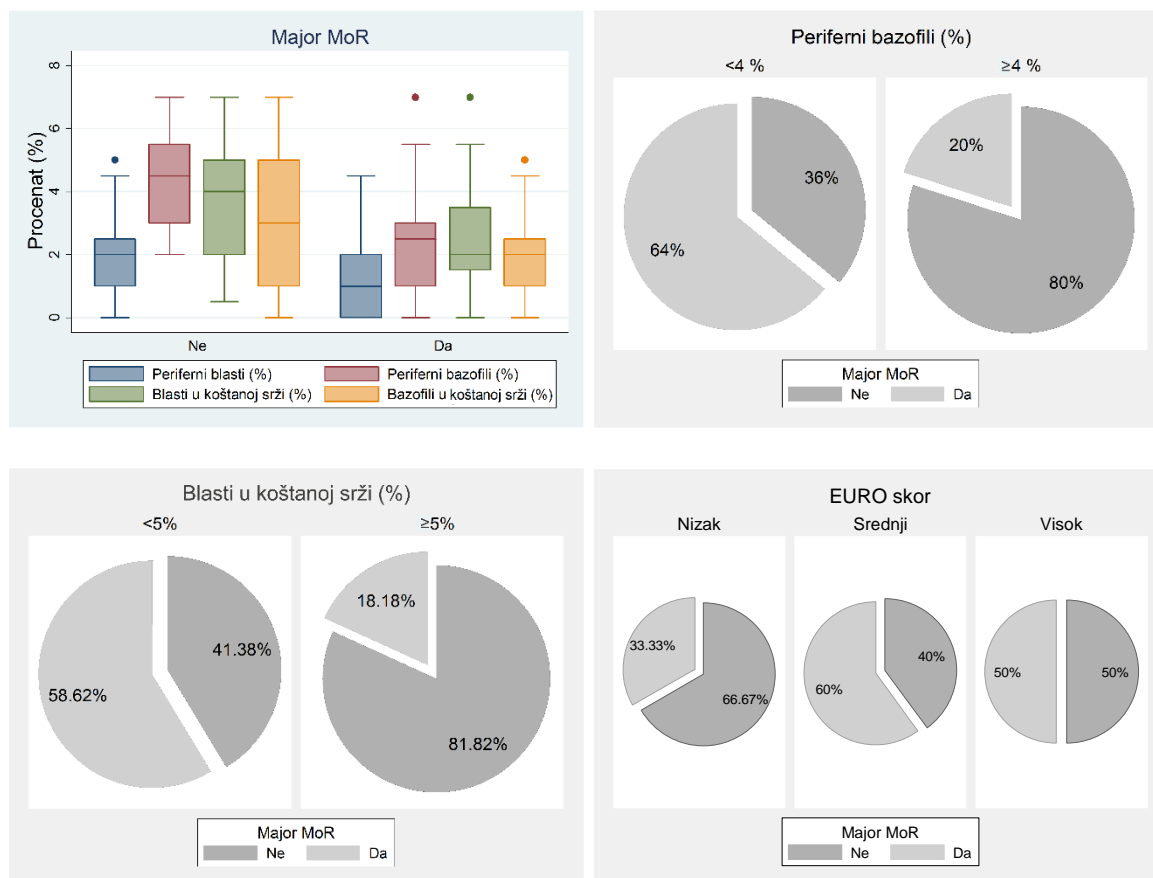 Major MoR
Procenat (%)
8
6
4
2
0
Ne Da
Periferni blasti (%) Periferni bazofili (%)
Blasti u koštanoj srži (%) Bazofili u koštanoj srži (%)
Periferni bazofili (%)
<4 % ≥4 %
36%
64%
20%
80%
Major MoR
Ne Da
Blasti u koštanoj srži (%)
<5% ≥5%
41.38%
58.62%
18.18%
81.82%
Major MoR
Ne Da
EURO skor
Nizak Srednji Visok
33.33%
66.67%
40%
60%
50% 50%
Major MoR
Ne Da